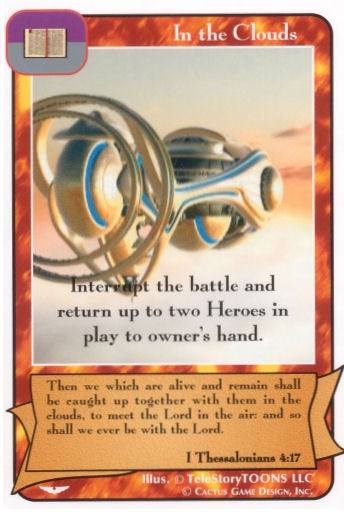 In the Clouds
Interrupt the battle and
return up to two Heroes in
play to owner's hand.
Then we which are alive and remain shall
be caught up together with them in the
clouds, to meet the Lord in the air: and so
shall we ever be with the Lord.
I Thessalonians 4:17
Illus. © TeleStoryTOONS LLC
© Cactus Game Design, Inc.